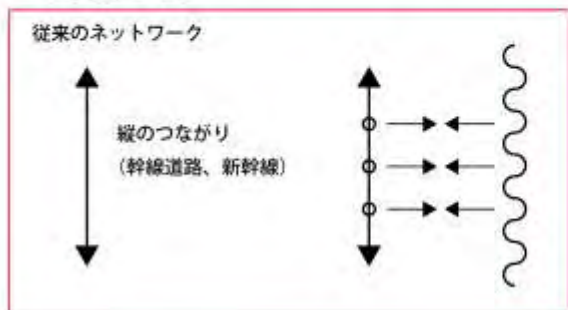 従来のネットワーク
縦のつながり
（幹線道路、新幹線）